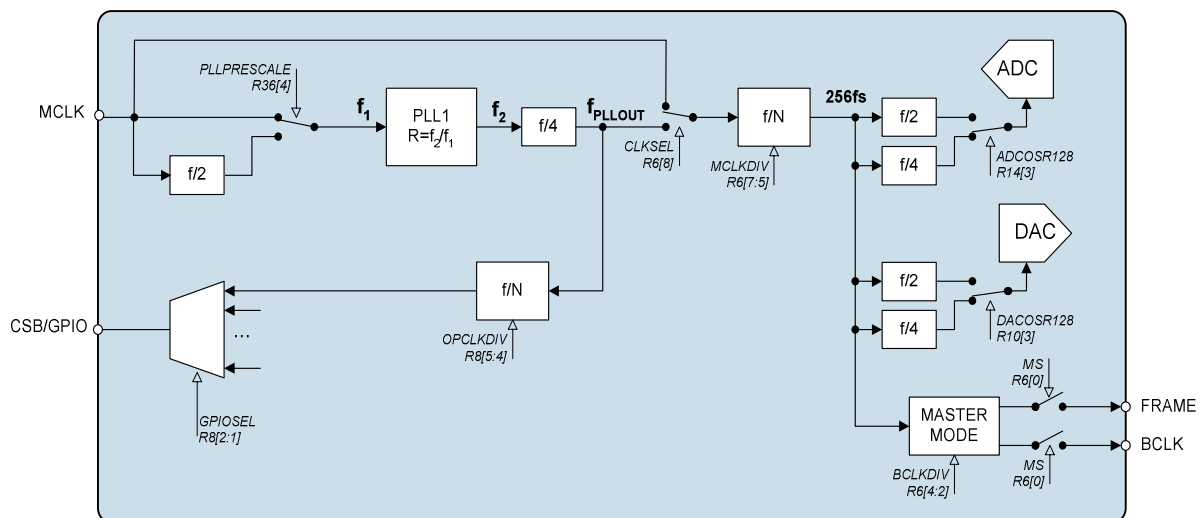 PLLPRESCALE
R36[4]
MCLK
f/2
f1
PLL1
R=f2/f1
f2
f/4
fPLLOUT
CLKSEL
R6[8]
f/N
MCLKDIV
R6[7:5]
256fs
f/2
f/4
ADC
ADCOSR128
R14[3]
DAC
f/2
f/4
DACOSR128
R10[3]
f/N
OPCLKDIV
R8[5:4]
CSB/GPIO
...
GPIOSEL
R8[2:1]
MASTER
MODE
BCLKDIV
R6[4:2]
MS
R6[0]
FRAME
BCLK
MS
R6[0]